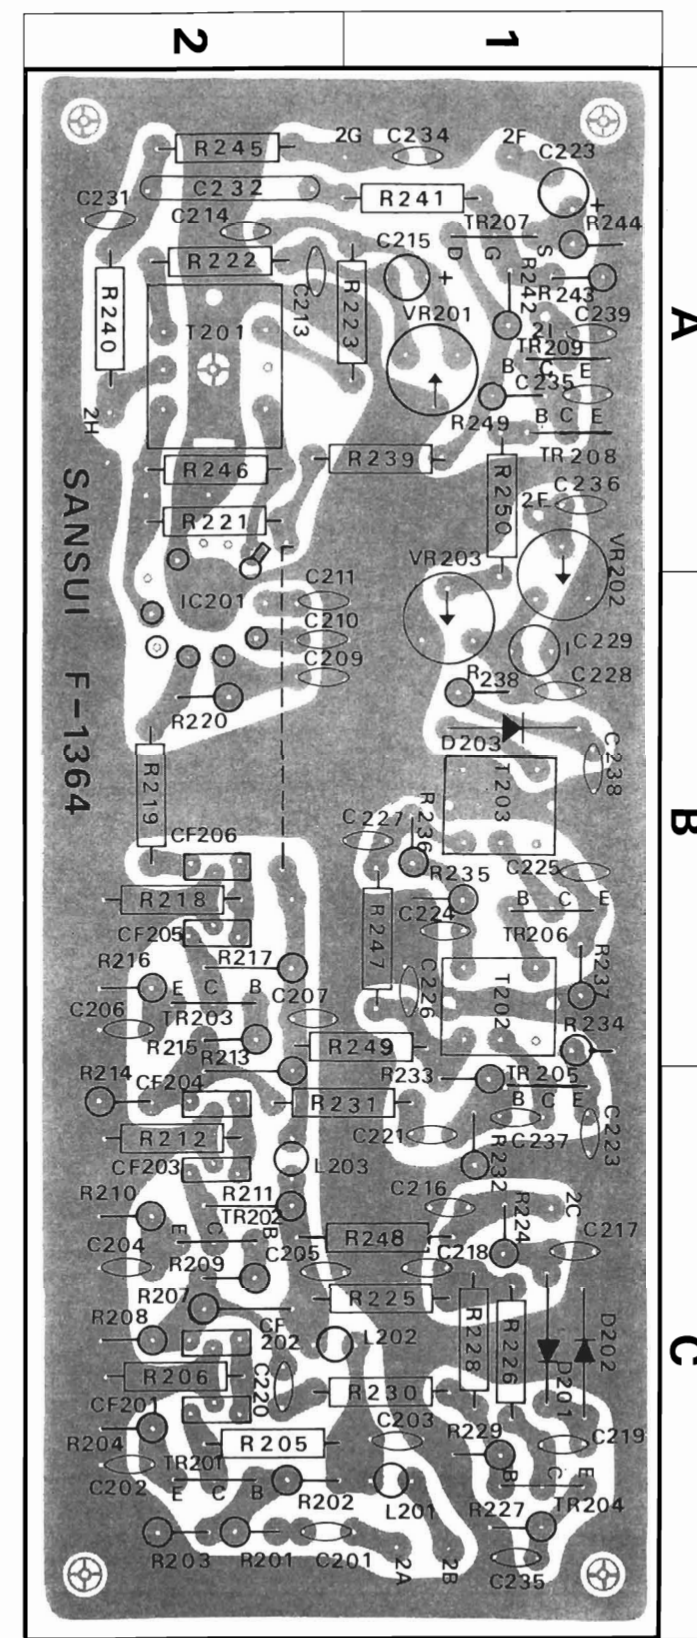 2 1
R245 2G C234 2F C223
C231 C232 R241 + R244
C214 TR207
R222 C215 D G S
R240 C213 R223 + R242 R243
T201 VR201 2I C239
TR209
B C E
C235
2H R249 B C E
R246 R239 TR208
A
R221 R250 2E C236
SANSUI F-1364
VR203 VR202
C211
IC201 C210
C229
C209 C228
R220 R238
D203
R219 T203 C238
B
CF206 C227 R236
C225
R218 R235
C224 B C E
CF205 R247 TR206
R216 R217
E C B C226 R237
C206 TR203 C207 T202
R215 R213 R249 R234
R214 CF204 R233 TR205
R231 B C E
R212 C221 C237 C223
CF203 L203
R210 R211 C216 R232
TR202 R224 2C
E C B R248 C217
C204 C205 C218
R209
R207 R225
R208 CF202 L202 R228 R226 D201 D202
C
R206 C220 R230
CF201
R204 R205 C203 R229 C219
C202 TR201 B C E
E C B R202 L201 R227 TR204
R203 R201 C201 2A 2B C235